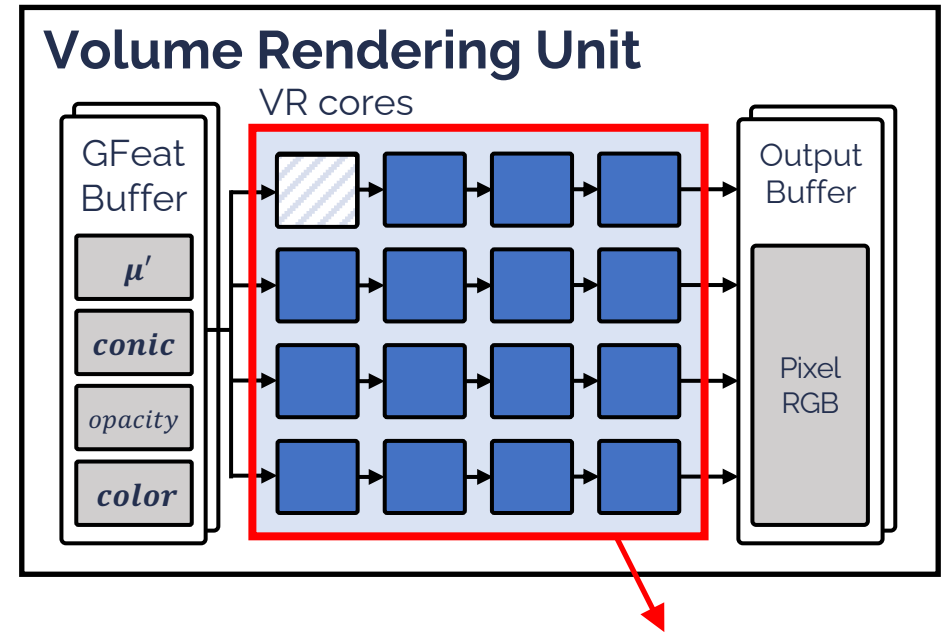 Volume Rendering Unit
VR cores
GFeat
Buffer
μ′
conic
opacity
color
Output
Buffer
Pixel
RGB